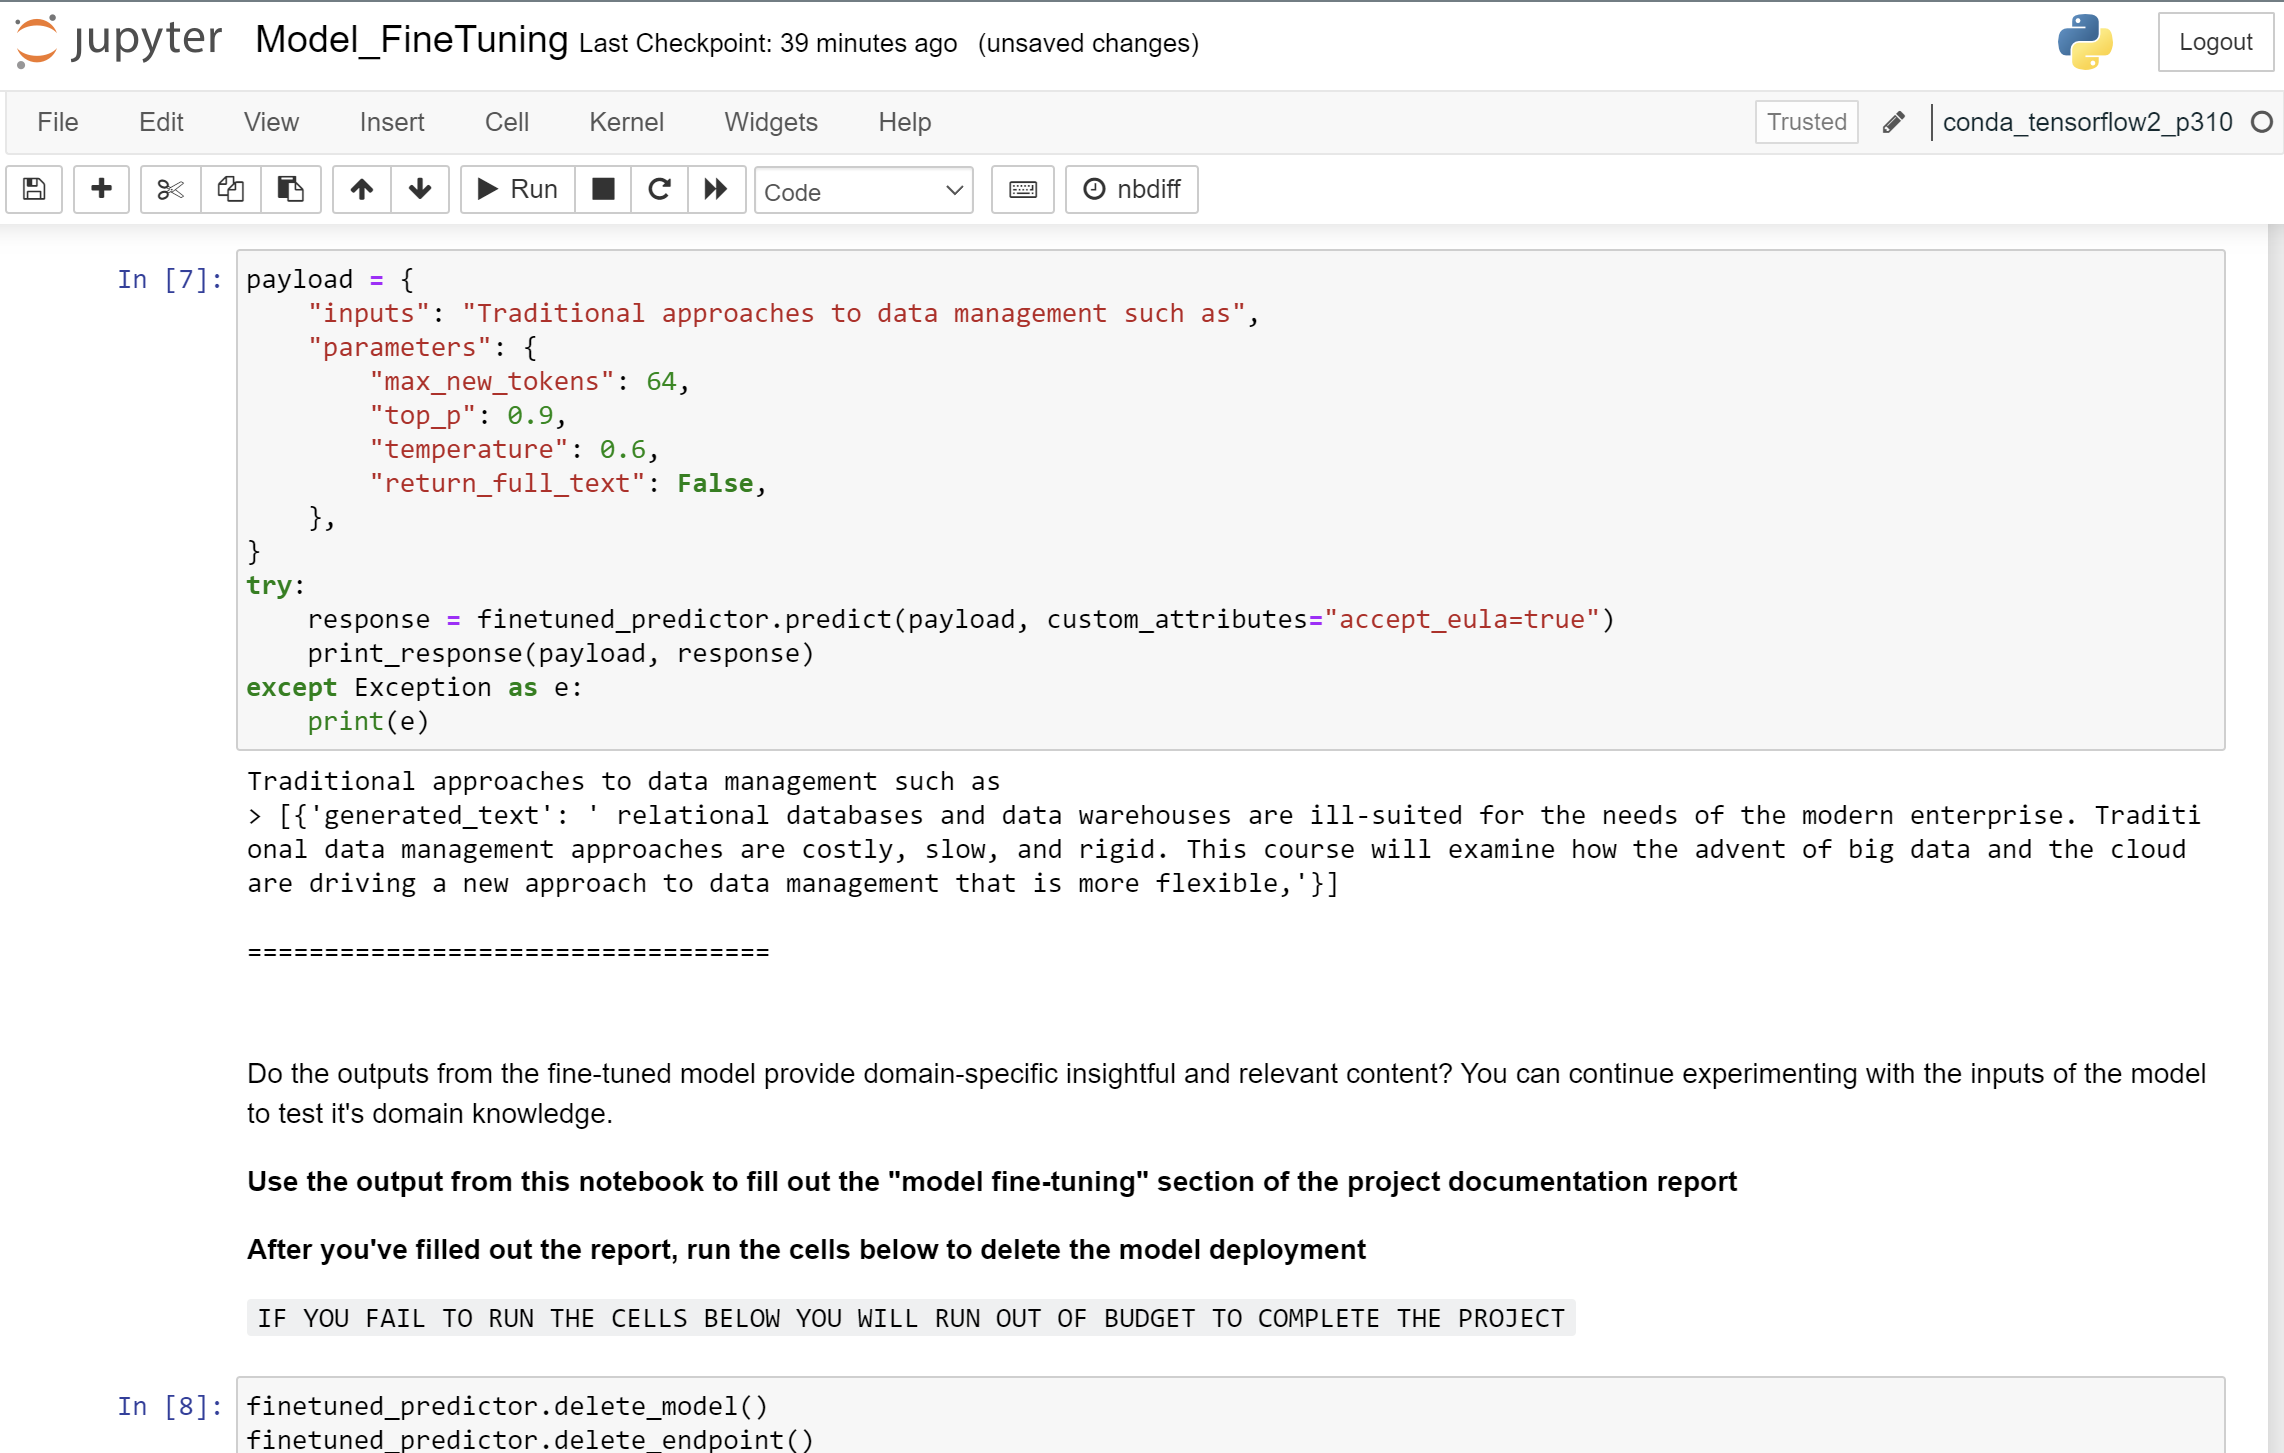 jupyter Model_FineTuning Last Checkpoint: 39 minutes ago (unsaved changes) Logout
File Edit View Insert Cell Kernel Widgets Help Trusted conda_tensorflow2_p310
Run Code nbdiff
In [7]: payload = {
    "inputs": "Traditional approaches to data management such as",
    "parameters": {
        "max_new_tokens": 64,
        "top_p": 0.9,
        "temperature": 0.6,
        "return_full_text": False,
    },
}
try:
    response = finetuned_predictor.predict(payload, custom_attributes="accept_eula=true")
    print_response(payload, response)
except Exception as e:
    print(e)
Traditional approaches to data management such as
> [{'generated_text': ' relational databases and data warehouses are ill-suited for the needs of the modern enterprise. Traditi
onal data management approaches are costly, slow, and rigid. This course will examine how the advent of big data and the cloud
are driving a new approach to data management that is more flexible,'}]
==================================
Do the outputs from the fine-tuned model provide domain-specific insightful and relevant content? You can continue experimenting with the inputs of the model
to test it's domain knowledge.
Use the output from this notebook to fill out the "model fine-tuning" section of the project documentation report
After you've filled out the report, run the cells below to delete the model deployment
IF YOU FAIL TO RUN THE CELLS BELOW YOU WILL RUN OUT OF BUDGET TO COMPLETE THE PROJECT
In [8]: finetuned_predictor.delete_model()
finetuned_predictor.delete_endpoint()